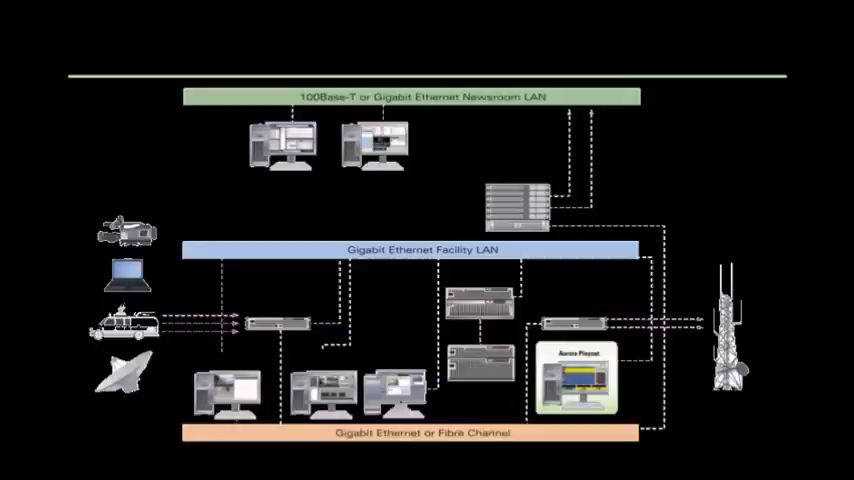 100Base-T or Gigabit Ethernet Newsroom LAN
Gigabit Ethernet Facility LAN
Aurora Playout
Gigabit Ethernet or Fibre Channel